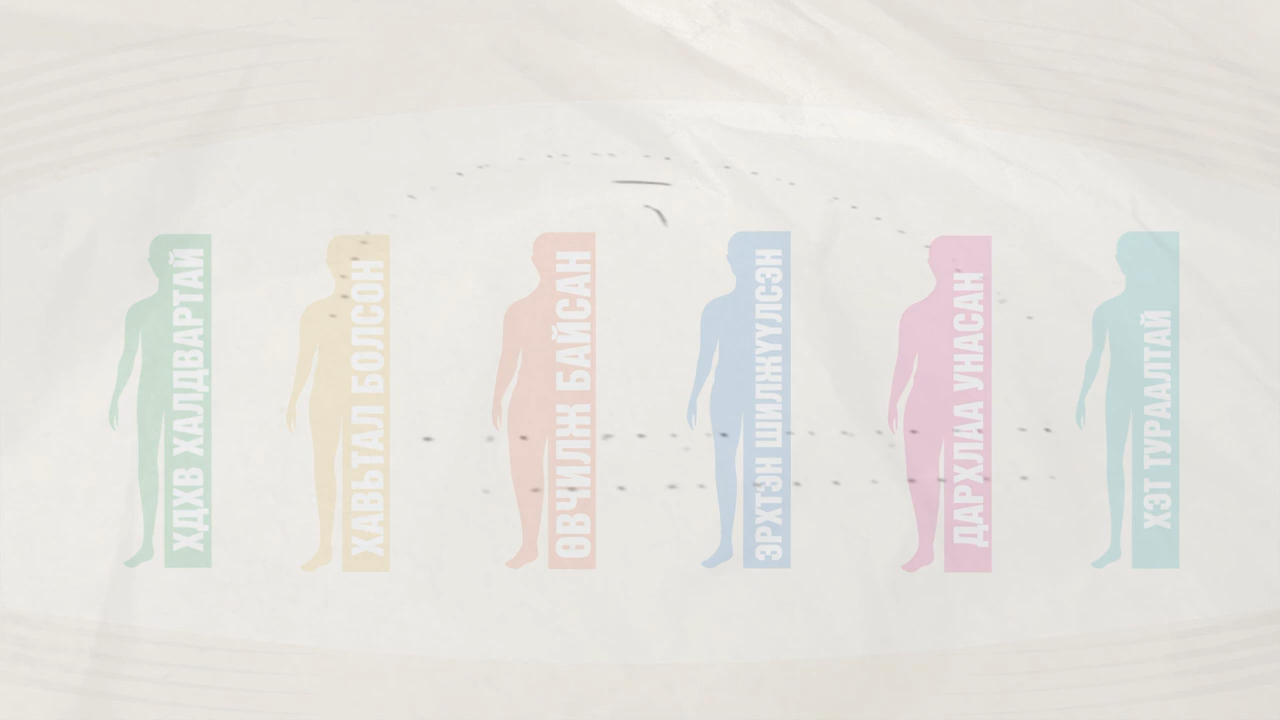 ХДХВ ХАЛДВАРТАЙ
ХАВЬТАЛ БОЛСОН
ӨВЧИЛЖ БАЙСАН
ЭРХТЭН ШИЛЖҮҮЛСЭН
ДАРХЛАА УНАСАН
ХЭТ ТУРААЛТАЙ